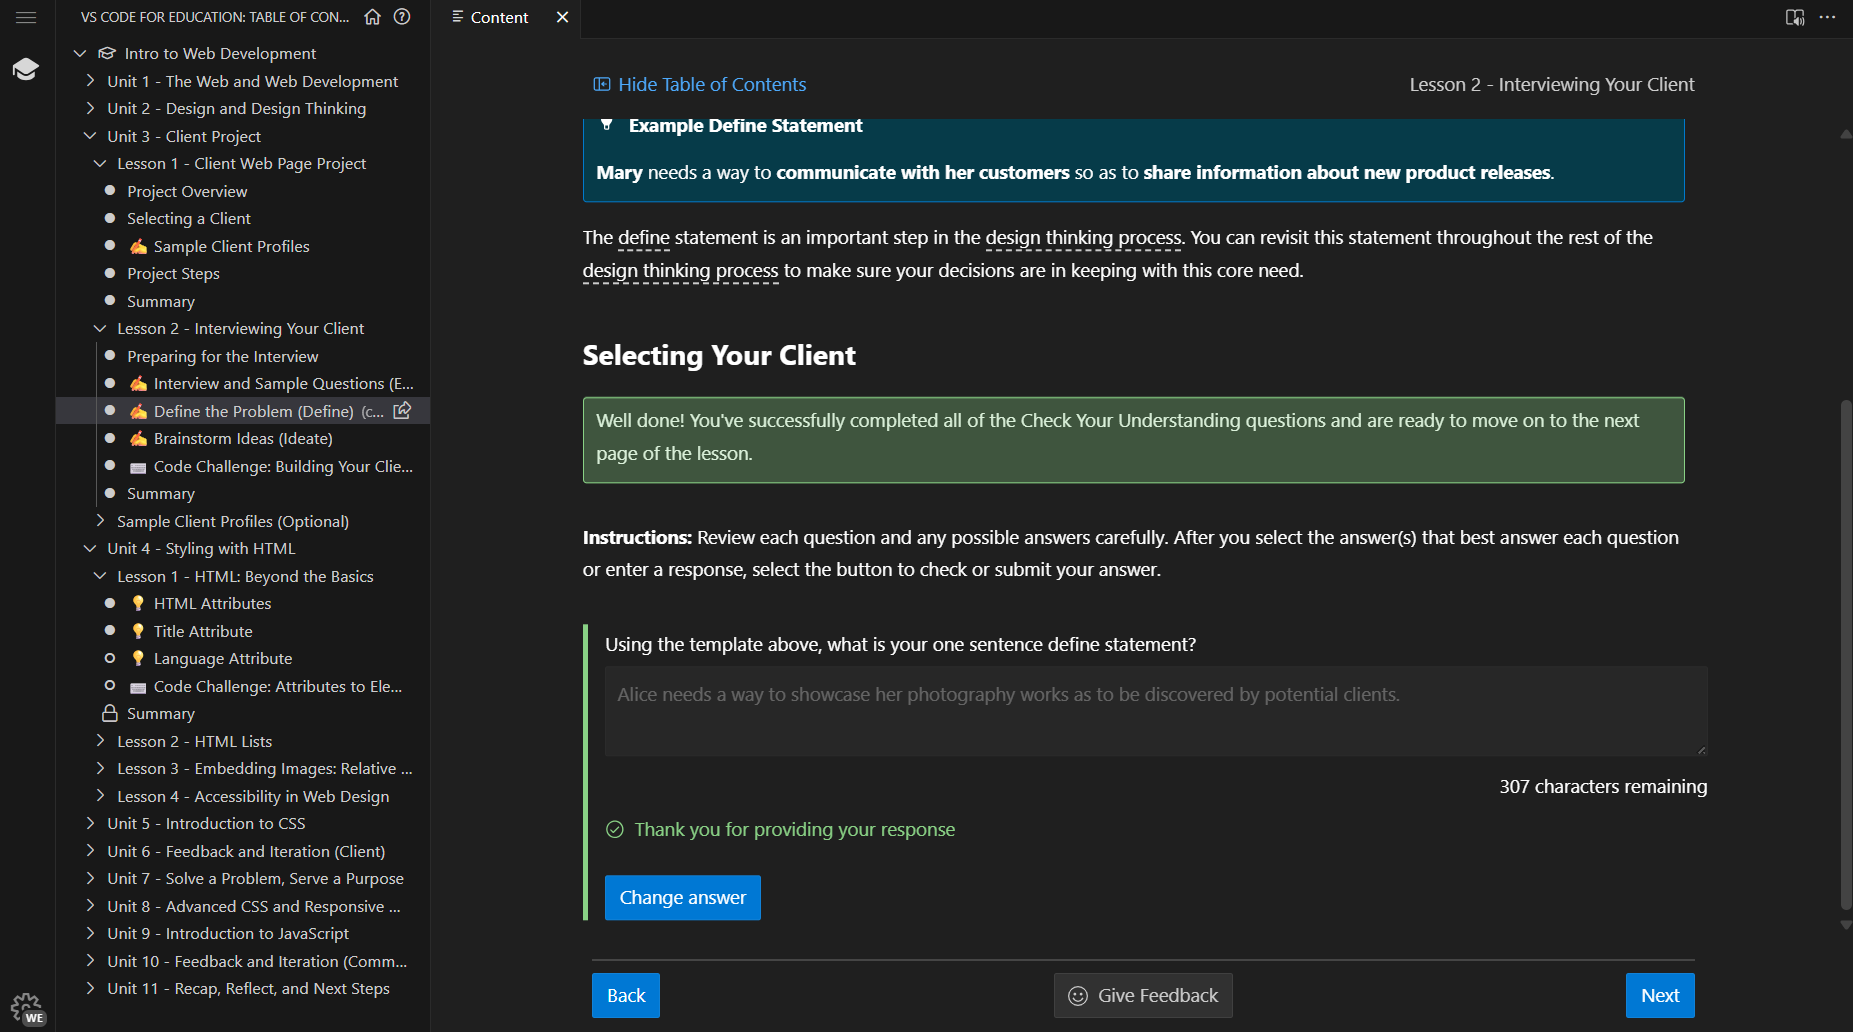 VS CODE FOR EDUCATION: TABLE OF CON...
Intro to Web Development
Unit 1 - The Web and Web Development
Unit 2 - Design and Design Thinking
Unit 3 - Client Project
Lesson 1 - Client Web Page Project
Project Overview
Selecting a Client
Sample Client Profiles
Project Steps
Summary
Lesson 2 - Interviewing Your Client
Preparing for the Interview
Interview and Sample Questions (E...
Define the Problem (Define) (c...
Brainstorm Ideas (Ideate)
Code Challenge: Building Your Clie...
Summary
Sample Client Profiles (Optional)
Unit 4 - Styling with HTML
Lesson 1 - HTML: Beyond the Basics
HTML Attributes
Title Attribute
Language Attribute
Code Challenge: Attributes to Ele...
Summary
Lesson 2 - HTML Lists
Lesson 3 - Embedding Images: Relative ...
Lesson 4 - Accessibility in Web Design
Unit 5 - Introduction to CSS
Unit 6 - Feedback and Iteration (Client)
Unit 7 - Solve a Problem, Serve a Purpose
Unit 8 - Advanced CSS and Responsive ...
Unit 9 - Introduction to JavaScript
Unit 10 - Feedback and Iteration (Comm...
Unit 11 - Recap, Reflect, and Next Steps
WE
Content
Hide Table of Contents
Lesson 2 - Interviewing Your Client
Example Define Statement
Mary needs a way to communicate with her customers so as to share information about new product releases.
The define statement is an important step in the design thinking process. You can revisit this statement throughout the rest of the
design thinking process to make sure your decisions are in keeping with this core need.
Selecting Your Client
Well done! You've successfully completed all of the Check Your Understanding questions and are ready to move on to the next
page of the lesson.
Instructions: Review each question and any possible answers carefully. After you select the answer(s) that best answer each question
or enter a response, select the button to check or submit your answer.
Using the template above, what is your one sentence define statement?
Alice needs a way to showcase her photography works as to be discovered by potential clients.
307 characters remaining
Thank you for providing your response
Change answer
Back
Give Feedback
Next